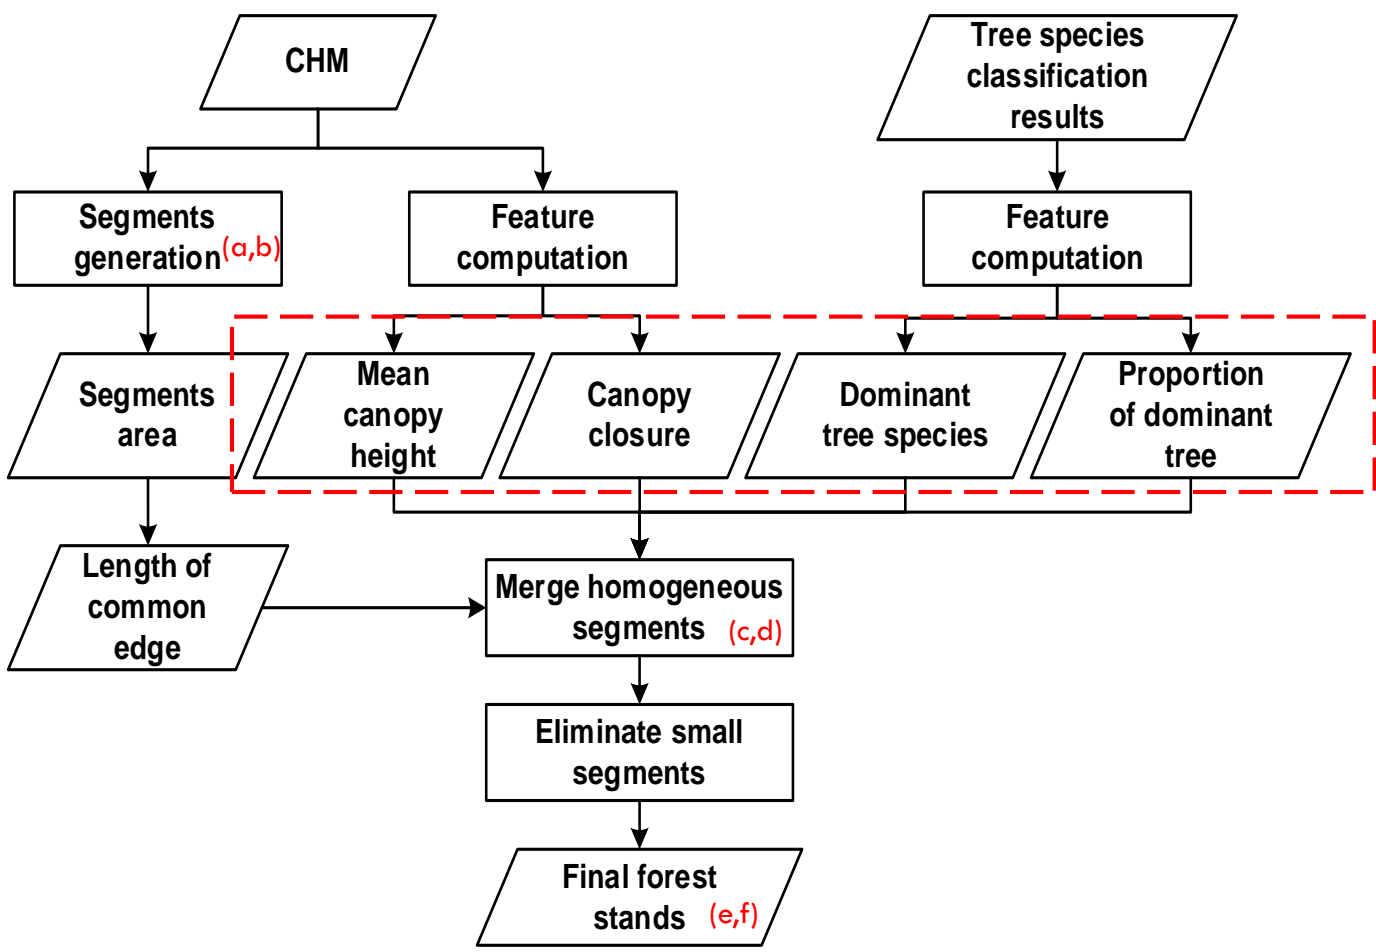 CHM
Tree species
classification
results
Segments
generation (a,b)
Feature
computation
Feature
computation
Segments
area
Mean
canopy
height
Canopy
closure
Dominant
tree species
Proportion
of dominant
tree
Length of
common
edge
Merge homogeneous
segments (c,d)
Eliminate small
segments
Final forest
stands (e,f)